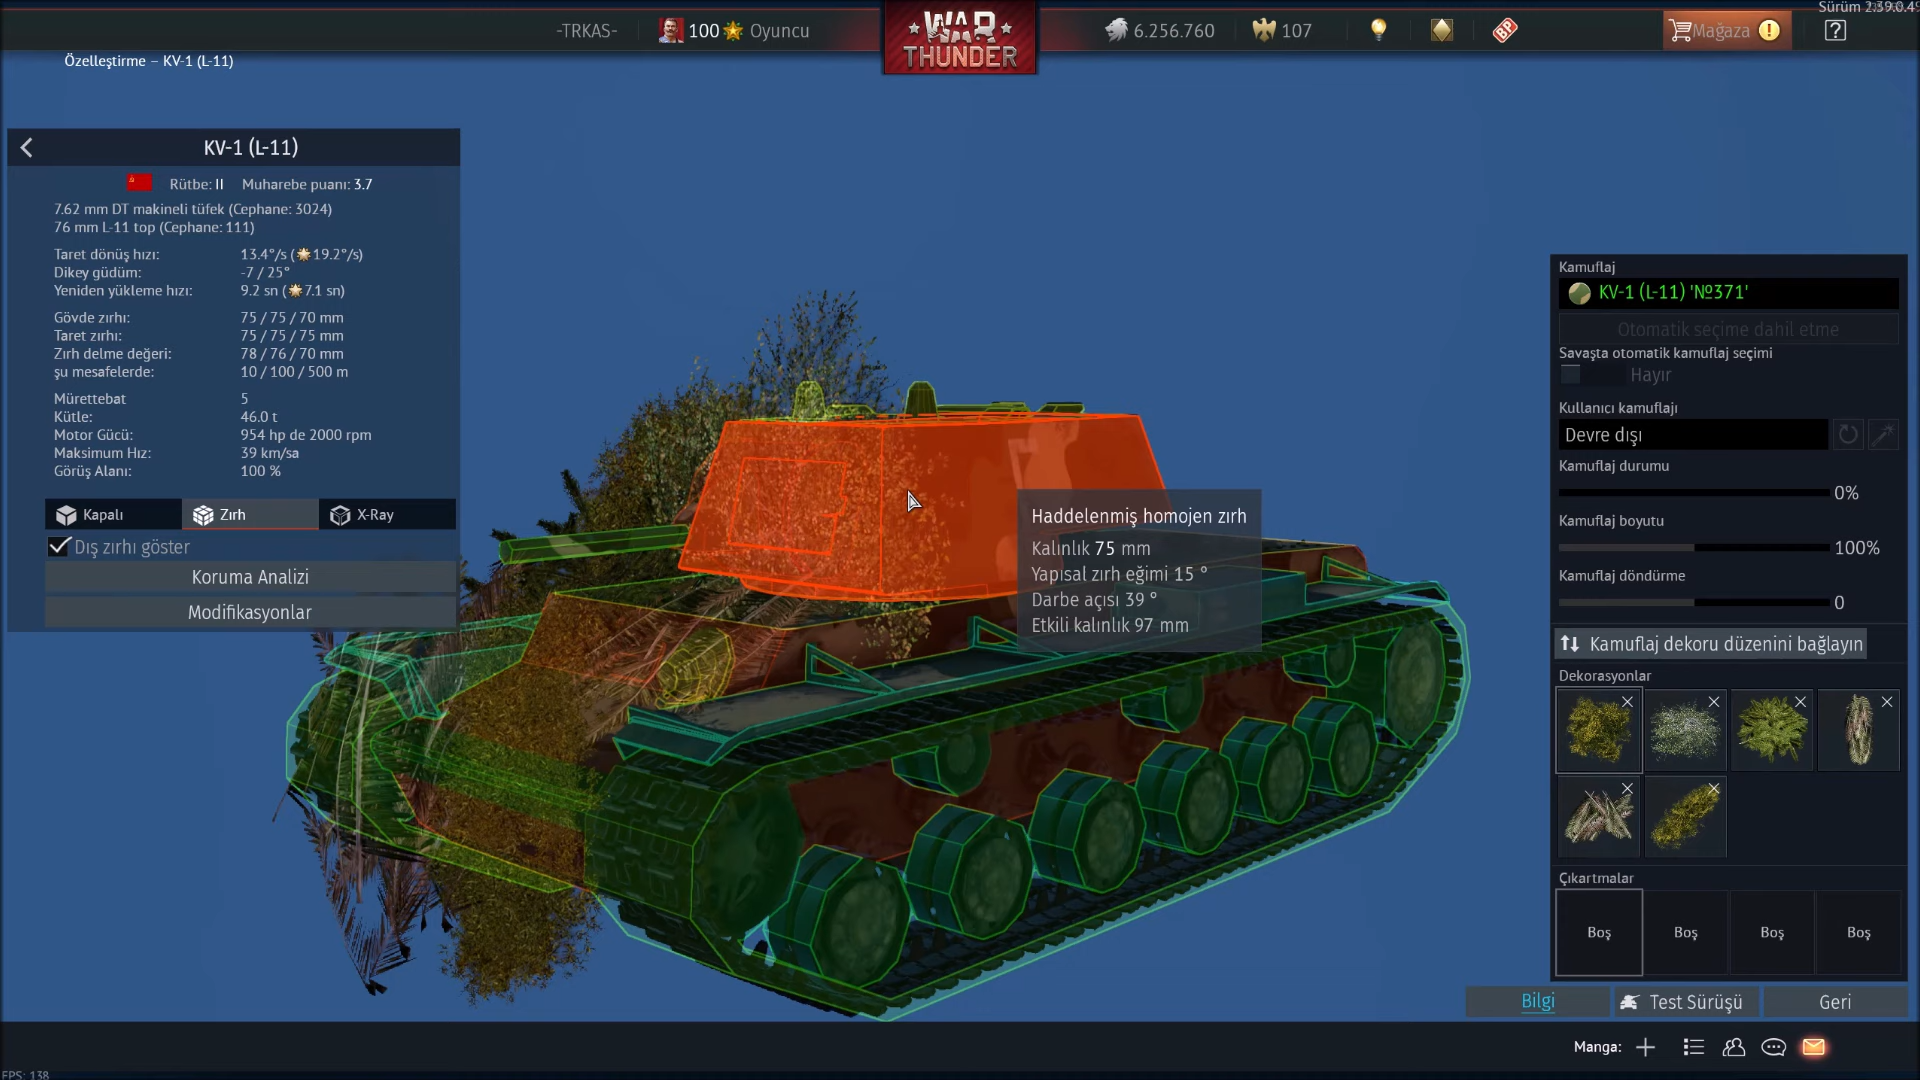 Sürüm 2.39.0.4
-TRKAS-
100 Oyuncu
WAR THUNDER
6.256.760
107
BP
Mağaza
Özelleştirme – KV-1 (L-11)
KV-1 (L-11)
Rütbe: II Muharebe puanı: 3.7
7.62 mm DT makineli tüfek (Cephane: 3024)
76 mm L-11 top (Cephane: 111)
Taret dönüş hızı: 13.4°/s (19.2°/s)
Dikey güdüm: -7 / 25°
Yeniden yükleme hızı: 9.2 sn (7.1 sn)
Gövde zırhı: 75 / 75 / 70 mm
Taret zırhı: 75 / 75 / 75 mm
Zırh delme değeri: 78 / 76 / 70 mm
şu mesafelerde: 10 / 100 / 500 m
Mürettebat 5
Kütle: 46.0 t
Motor Gücü: 954 hp de 2000 rpm
Maksimum Hız: 39 km/sa
Görüş Alanı: 100 %
Kapalı Zırh X-Ray
Dış zırhı göster
Koruma Analizi
Modifikasyonlar
Haddelenmiş homojen zırh
Kalınlık 75 mm
Yapısal zırh eğimi 15 °
Darbe açısı 39 °
Etkili kalınlık 97 mm
Kamuflaj
KV-1 (L-11) '№371'
Otomatik seçime dahil etme
Savaşta otomatik kamuflaj seçimi
Hayır
Kullanıcı kamuflajı
Devre dışı
Kamuflaj durumu
0%
Kamuflaj boyutu
100%
Kamuflaj döndürme
0
Kamuflaj dekoru düzenini bağlayın
Dekorasyonlar
Çıkartmalar
Boş Boş Boş Boş
Bilgi Test Sürüşü Geri
Manga:
FPS: 138